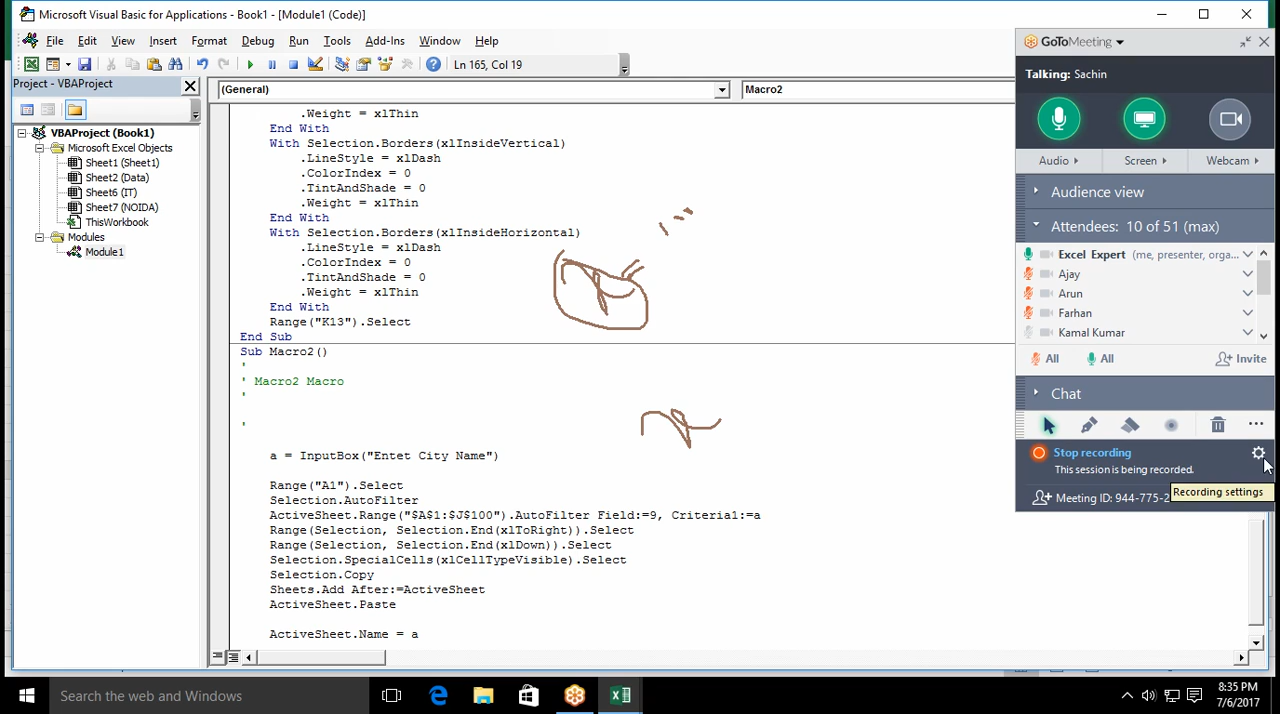 Microsoft Visual Basic for Applications - Book1 - [Module1 (Code)]
File Edit View Insert Format Debug Run Tools Add-Ins Window Help
Ln 165, Col 19
Project - VBAProject
(General)
Macro2
VBAProject (Book1)
Microsoft Excel Objects
Sheet1 (Sheet1)
Sheet2 (Data)
Sheet6 (IT)
Sheet7 (NOIDA)
ThisWorkbook
Modules
Module1
.Weight = xlThin
End With
With Selection.Borders(xlInsideVertical)
.LineStyle = xlDash
.ColorIndex = 0
.TintAndShade = 0
.Weight = xlThin
End With
With Selection.Borders(xlInsideHorizontal)
.LineStyle = xlDash
.ColorIndex = 0
.TintAndShade = 0
.Weight = xlThin
End With
Range("K13").Select
End Sub
Sub Macro2()
'
' Macro2 Macro
'
'
a = InputBox("Entet City Name")
Range("A1").Select
Selection.AutoFilter
ActiveSheet.Range("$A$1:$J$100").AutoFilter Field:=9, Criteria1:=a
Range(Selection, Selection.End(xlToRight)).Select
Range(Selection, Selection.End(xlDown)).Select
Selection.SpecialCells(xlCellTypeVisible).Select
Selection.Copy
Sheets.Add After:=ActiveSheet
ActiveSheet.Paste
ActiveSheet.Name = a
GoToMeeting
Talking: Sachin
Audio Screen Webcam
Audience view
Attendees: 10 of 51 (max)
Excel Expert (me, presenter, orga...
Ajay
Arun
Farhan
Kamal Kumar
All All Invite
Chat
Stop recording
This session is being recorded.
Recording settings
Meeting ID: 944-775-2
Search the web and Windows
8:35 PM
7/6/2017